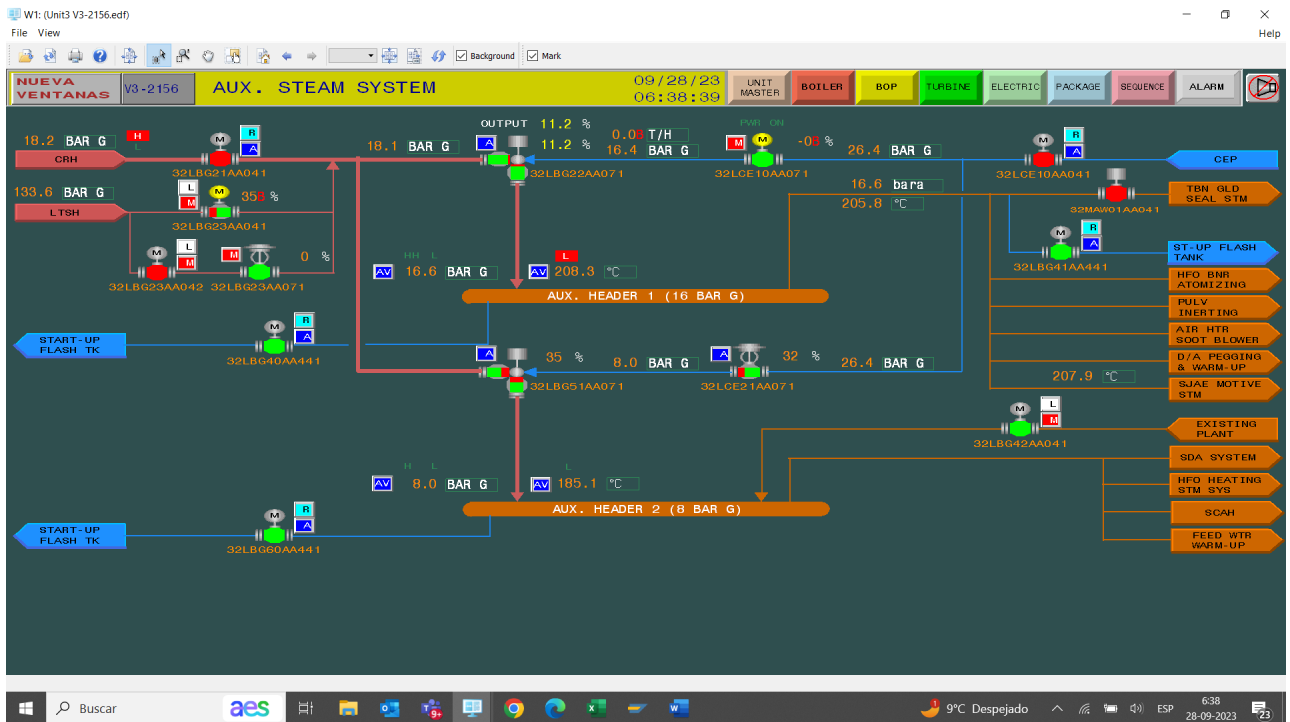 W1: (Unit3 V3-2156.edf)
File View
Help
Background Mark
NUEVA VENTANAS V3-2156 AUX. STEAM SYSTEM 09/28/23 06:38:39 UNIT MASTER BOILER BOP TURBINE ELECTRIC PACKAGE SEQUENCE ALARM
OUTPUT 11.2 %
11.2 %
0.03 T/H
16.4 BAR G
PWR ON
18.2 BAR G H L
CRH
M R A
32LBG21AA041
18.1 BAR G A
32LBG22AA071
M M -08 %
32LCE10AA071
26.4 BAR G
M R A
32LCE10AA041
CEP
133.6 BAR G
LTSH
L M M 356 %
32LBG23AA041
16.6 bara
205.8 °C
32MAW01AA041
TBN GLD SEAL STM
M L M
32LBG23AA042
M 0 %
32LBG23AA071
HH L
AV 16.6 BAR G
L
AV 208.3 °C
M R A
32LBG41AA441
ST-UP FLASH TANK
AUX. HEADER 1 (16 BAR G)
HFO BNR ATOMIZING
PULV INERTING
AIR HTR SOOT BLOWER
START-UP FLASH TK
M R A
32LBG40AA441
A 35 %
32LBG51AA071
8.0 BAR G
A 32 %
32LCE21AA071
26.4 BAR G
D/A PEGGING & WARM-UP
207.9 °C
SJAE MOTIVE STM
M L M
32LBG42AA041
EXISTING PLANT
H L
AV 8.0 BAR G
L
AV 185.1 °C
SDA SYSTEM
HFO HEATING STM SYS
AUX. HEADER 2 (8 BAR G)
SCAH
START-UP FLASH TK
M R A
32LBG60AA441
FEED WTR WARM-UP
Buscar
aes
9+
9°C Despejado
ESP
6:38
28-09-2023
23